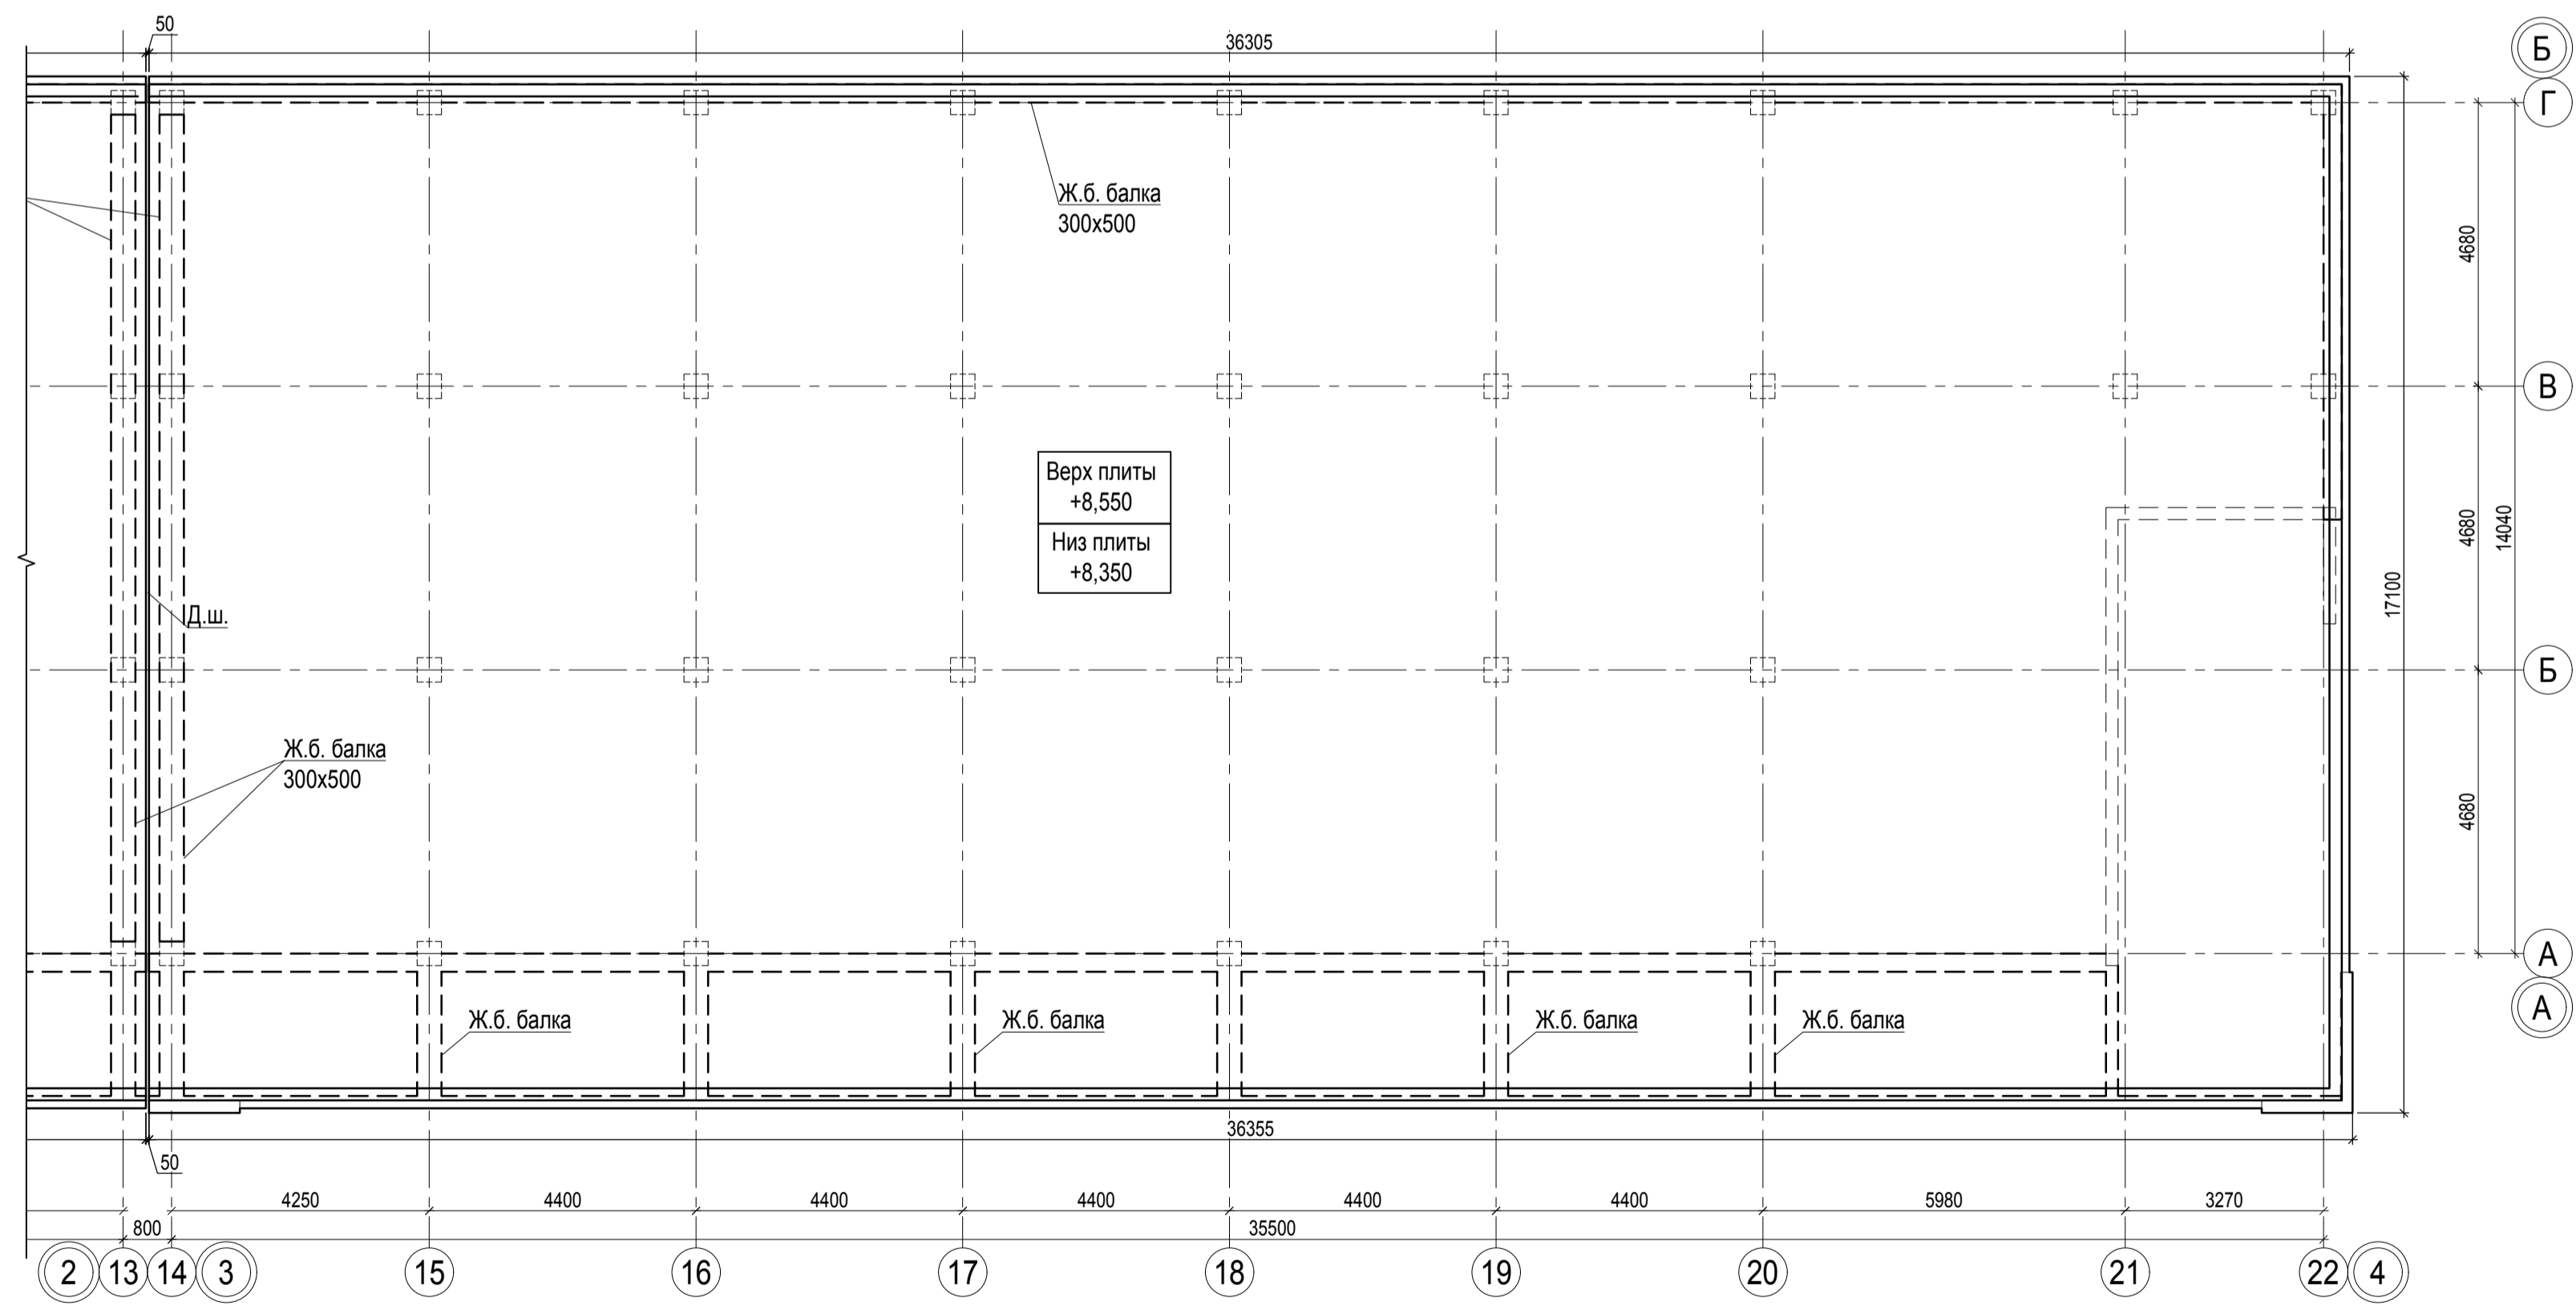 50
36305
Б
Г
Ж.б. балка
300х500
4680
В
Верх плиты
+8,550
Низ плиты
+8,350
4680
14040
17100
Д.ш.
Б
Ж.б. балка
300х500
4680
А
А
Ж.б. балка
Ж.б. балка
Ж.б. балка
Ж.б. балка
36355
50
4250
4400
4400
4400
4400
4400
5980
3270
800
35500
2
13
14
3
15
16
17
18
19
20
21
22
4